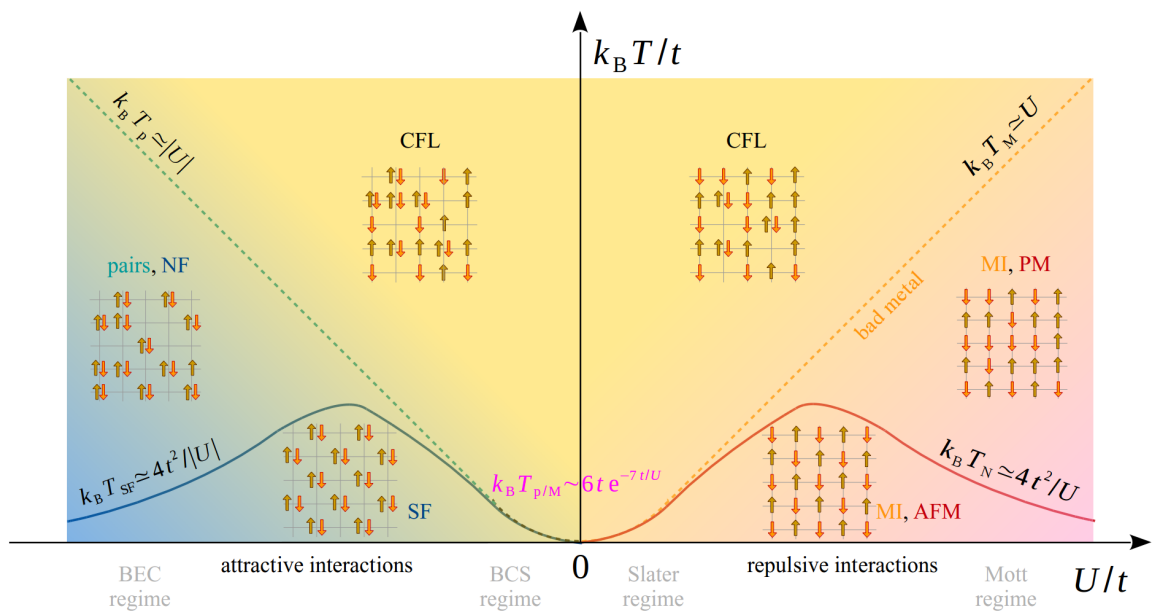 k_B T/t
k_B T_p ≃|U|
CFL
CFL
k_B T_M ≃ U
pairs, NF
bad metal
MI, PM
k_B T_SF ≃4t²/|U|
SF
k_B T_p/M ~6t e^−7t/U
MI, AFM
k_B T_N ≃4t²/U
attractive interactions
0
repulsive interactions
U/t
BEC
regime
BCS
regime
Slater
regime
Mott
regime